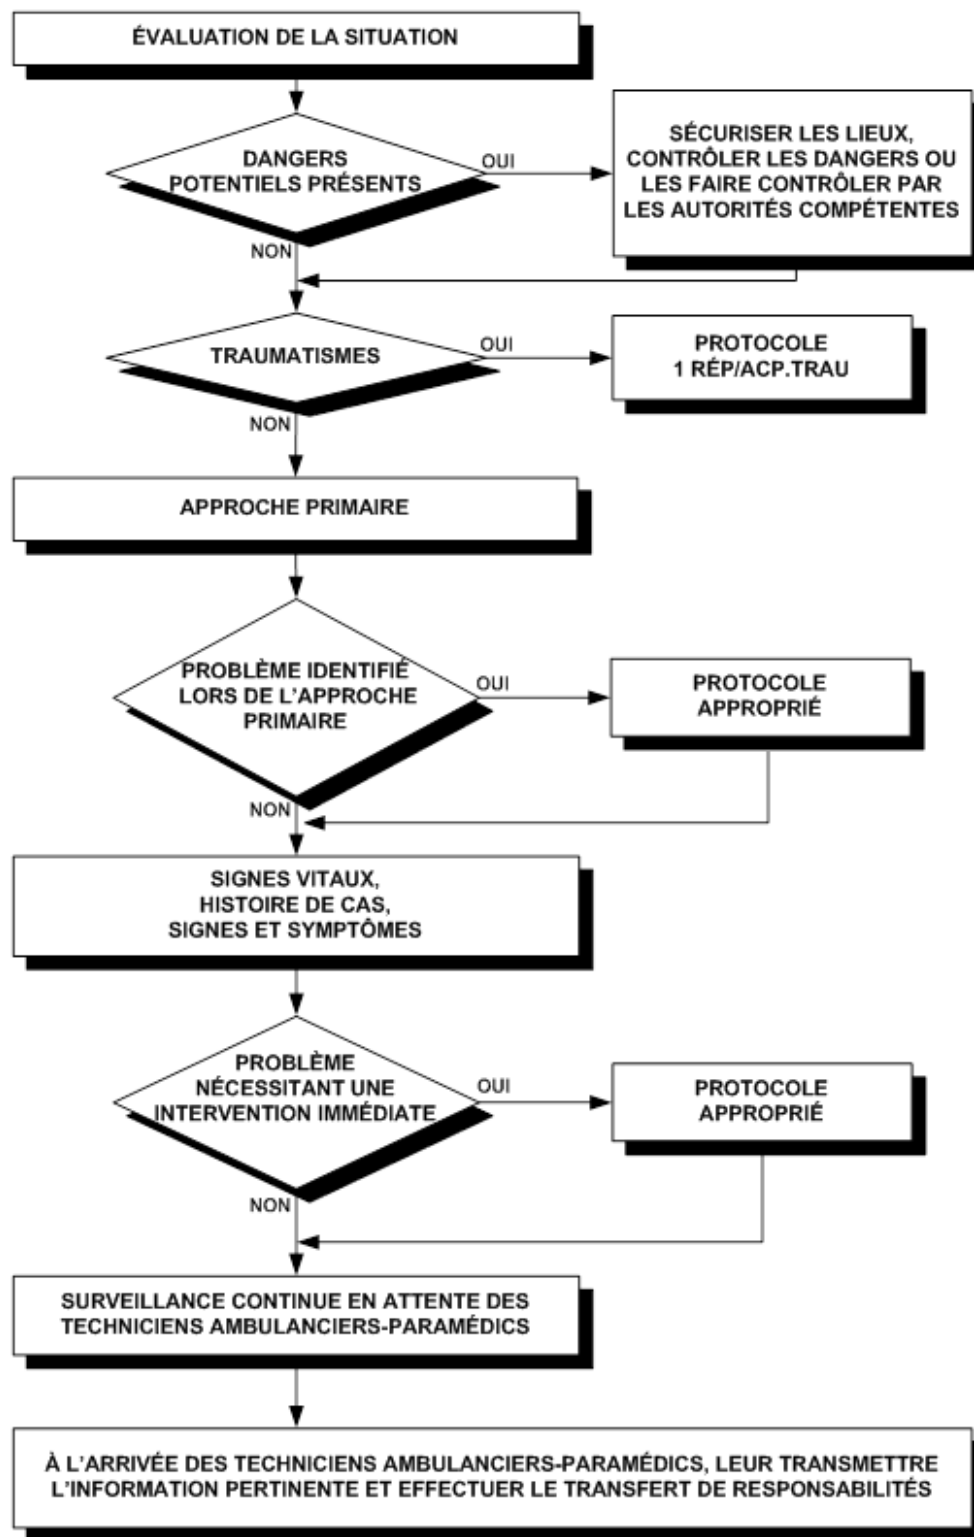 ÉVALUATION DE LA SITUATION
DANGERS
POTENTIELS PRÉSENTS
OUI
SÉCURISER LES LIEUX,
CONTRÔLER LES DANGERS OU
LES FAIRE CONTRÔLER PAR
LES AUTORITÉS COMPÉTENTES
NON
TRAUMATISMES
OUI
PROTOCOLE
1 RÉP/ACP.TRAU
NON
APPROCHE PRIMAIRE
PROBLÈME IDENTIFIÉ
LORS DE L'APPROCHE
PRIMAIRE
OUI
PROTOCOLE
APPROPRIÉ
NON
SIGNES VITAUX,
HISTOIRE DE CAS,
SIGNES ET SYMPTÔMES
PROBLÈME
NÉCESSITANT UNE
INTERVENTION IMMÉDIATE
OUI
PROTOCOLE
APPROPRIÉ
NON
SURVEILLANCE CONTINUE EN ATTENTE DES
TECHNICIENS AMBULANCIERS-PARAMÉDICS
À L'ARRIVÉE DES TECHNICIENS AMBULANCIERS-PARAMÉDICS, LEUR TRANSMETTRE
L'INFORMATION PERTINENTE ET EFFECTUER LE TRANSFERT DE RESPONSABILITÉS